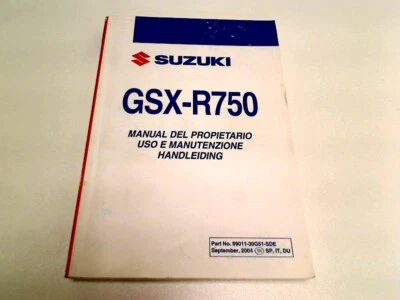 SUZUKI
GSX-R750
MANUAL DEL PROPIETARIO
USO E MANUTENZIONE
HANDLEIDING
Part No. 99011-30G51-SDE
September, 2004 SP, IT, DU